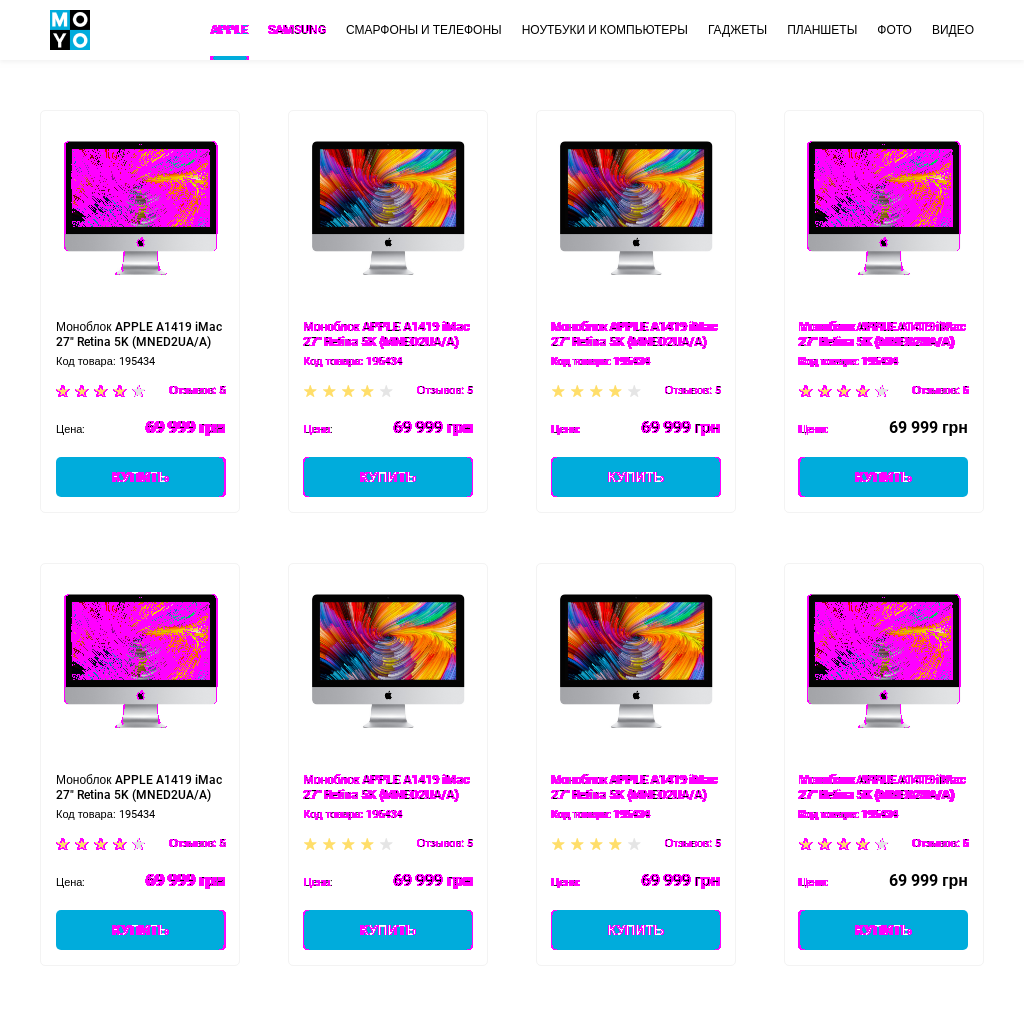 MO
YO
APPLE SAMSUNG СМАРФОНЫ И ТЕЛЕФОНЫ НОУТБУКИ И КОМПЬЮТЕРЫ ГАДЖЕТЫ ПЛАНШЕТЫ ФОТО ВИДЕО
Моноблок APPLE A1419 iMac
27" Retina 5K (MNED2UA/A)
Код товара: 195434
Отзывов: 5
Цена: 69 999 грн
КУПИТЬ
Моноблок APPLE A1419 iMac
27" Retina 5K (MNED2UA/A)
Код товара: 195434
Отзывов: 5
Цена: 69 999 грн
КУПИТЬ
Моноблок APPLE A1419 iMac
27" Retina 5K (MNED2UA/A)
Код товара: 195434
Отзывов: 5
Цена: 69 999 грн
КУПИТЬ
Моноблок APPLE A1419 iMac
27" Retina 5K (MNED2UA/A)
Код товара: 195434
Отзывов: 5
Цена: 69 999 грн
КУПИТЬ
Моноблок APPLE A1419 iMac
27" Retina 5K (MNED2UA/A)
Код товара: 195434
Отзывов: 5
Цена: 69 999 грн
КУПИТЬ
Моноблок APPLE A1419 iMac
27" Retina 5K (MNED2UA/A)
Код товара: 195434
Отзывов: 5
Цена: 69 999 грн
КУПИТЬ
Моноблок APPLE A1419 iMac
27" Retina 5K (MNED2UA/A)
Код товара: 195434
Отзывов: 5
Цена: 69 999 грн
КУПИТЬ
Моноблок APPLE A1419 iMac
27" Retina 5K (MNED2UA/A)
Код товара: 195434
Отзывов: 5
Цена: 69 999 грн
КУПИТЬ